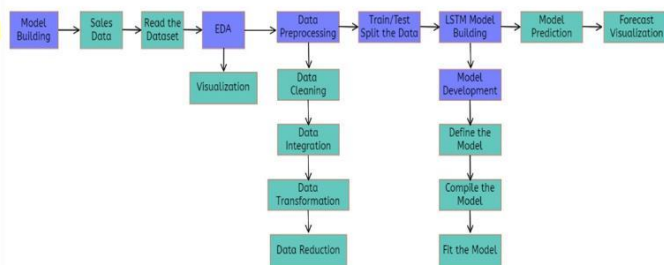 Model
Building
Sales
Data
Read the
Dataset
EDA
Data
Preprocessing
Train/Test
Split the Data
LSTM Model
Building
Model
Prediction
Forecast
Visualization
Visualization
Data
Cleaning
Data
Integration
Data
Transformation
Data Reduction
Model
Development
Define the
Model
Compile the
Model
Fit the Model